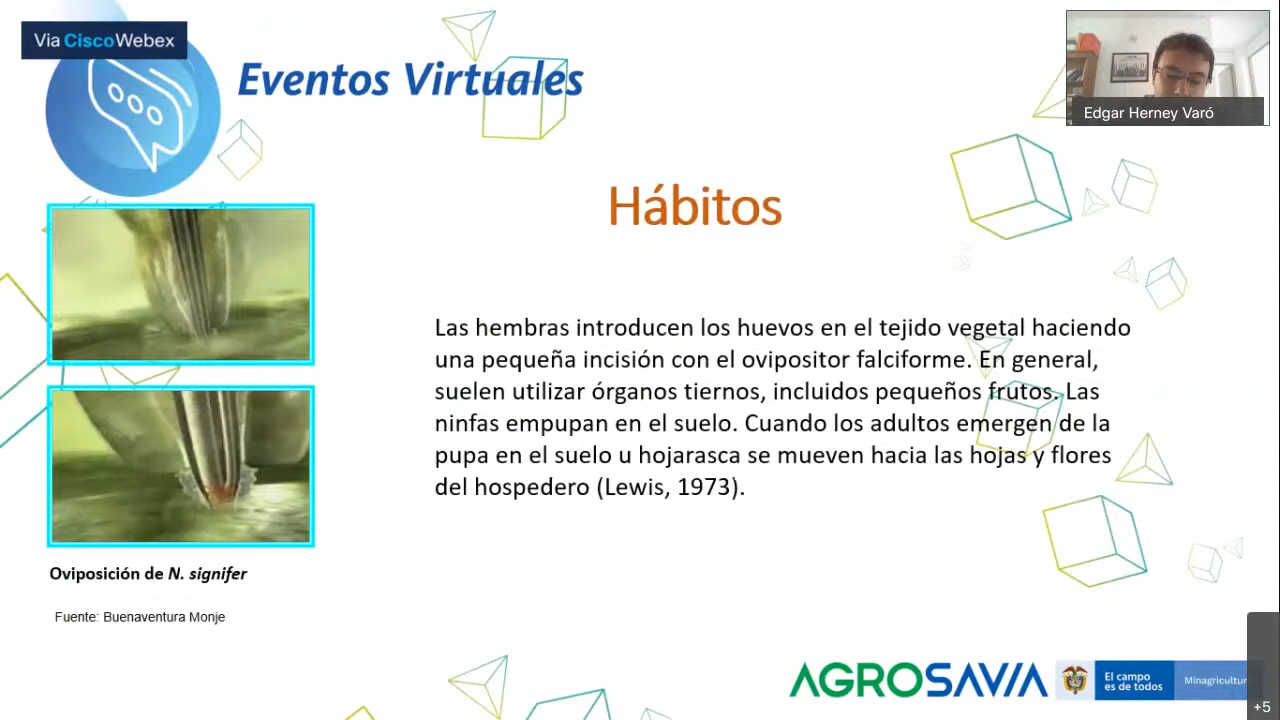 Via CiscoWebex
Eventos Virtuales
Edgar Herney Varó
Hábitos
Las hembras introducen los huevos en el tejido vegetal haciendo
una pequeña incisión con el ovipositor falciforme. En general,
suelen utilizar órganos tiernos, incluidos pequeños frutos. Las
ninfas empupan en el suelo. Cuando los adultos emergen de la
pupa en el suelo u hojarasca se mueven hacia las hojas y flores
del hospedero (Lewis, 1973).
Oviposición de N. signifer
Fuente: Buenaventura Monje
AGROSAVIA
El campo
es de todos
Minagricultur
+5